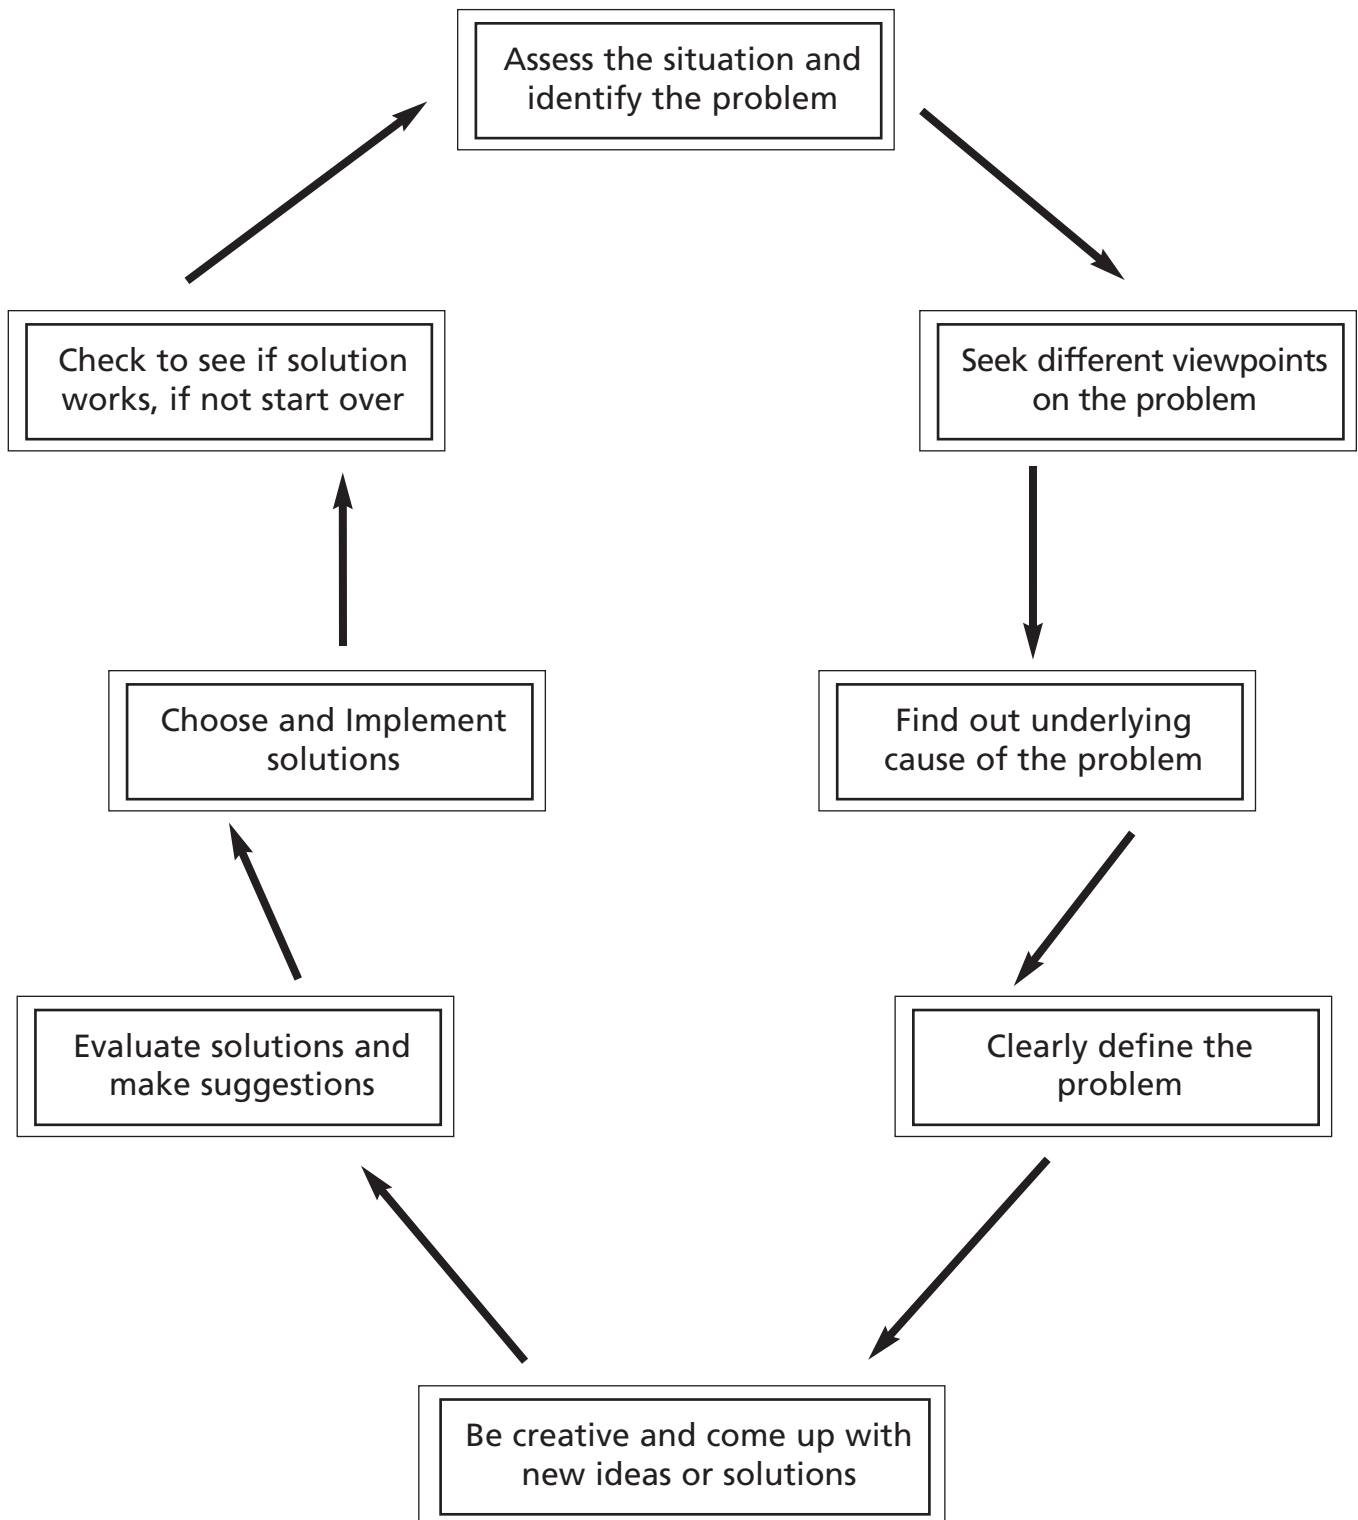 Assess the situation and
identify the problem
Seek different viewpoints
on the problem
Find out underlying
cause of the problem
Clearly define the
problem
Be creative and come up with
new ideas or solutions
Evaluate solutions and
make suggestions
Choose and Implement
solutions
Check to see if solution
works, if not start over